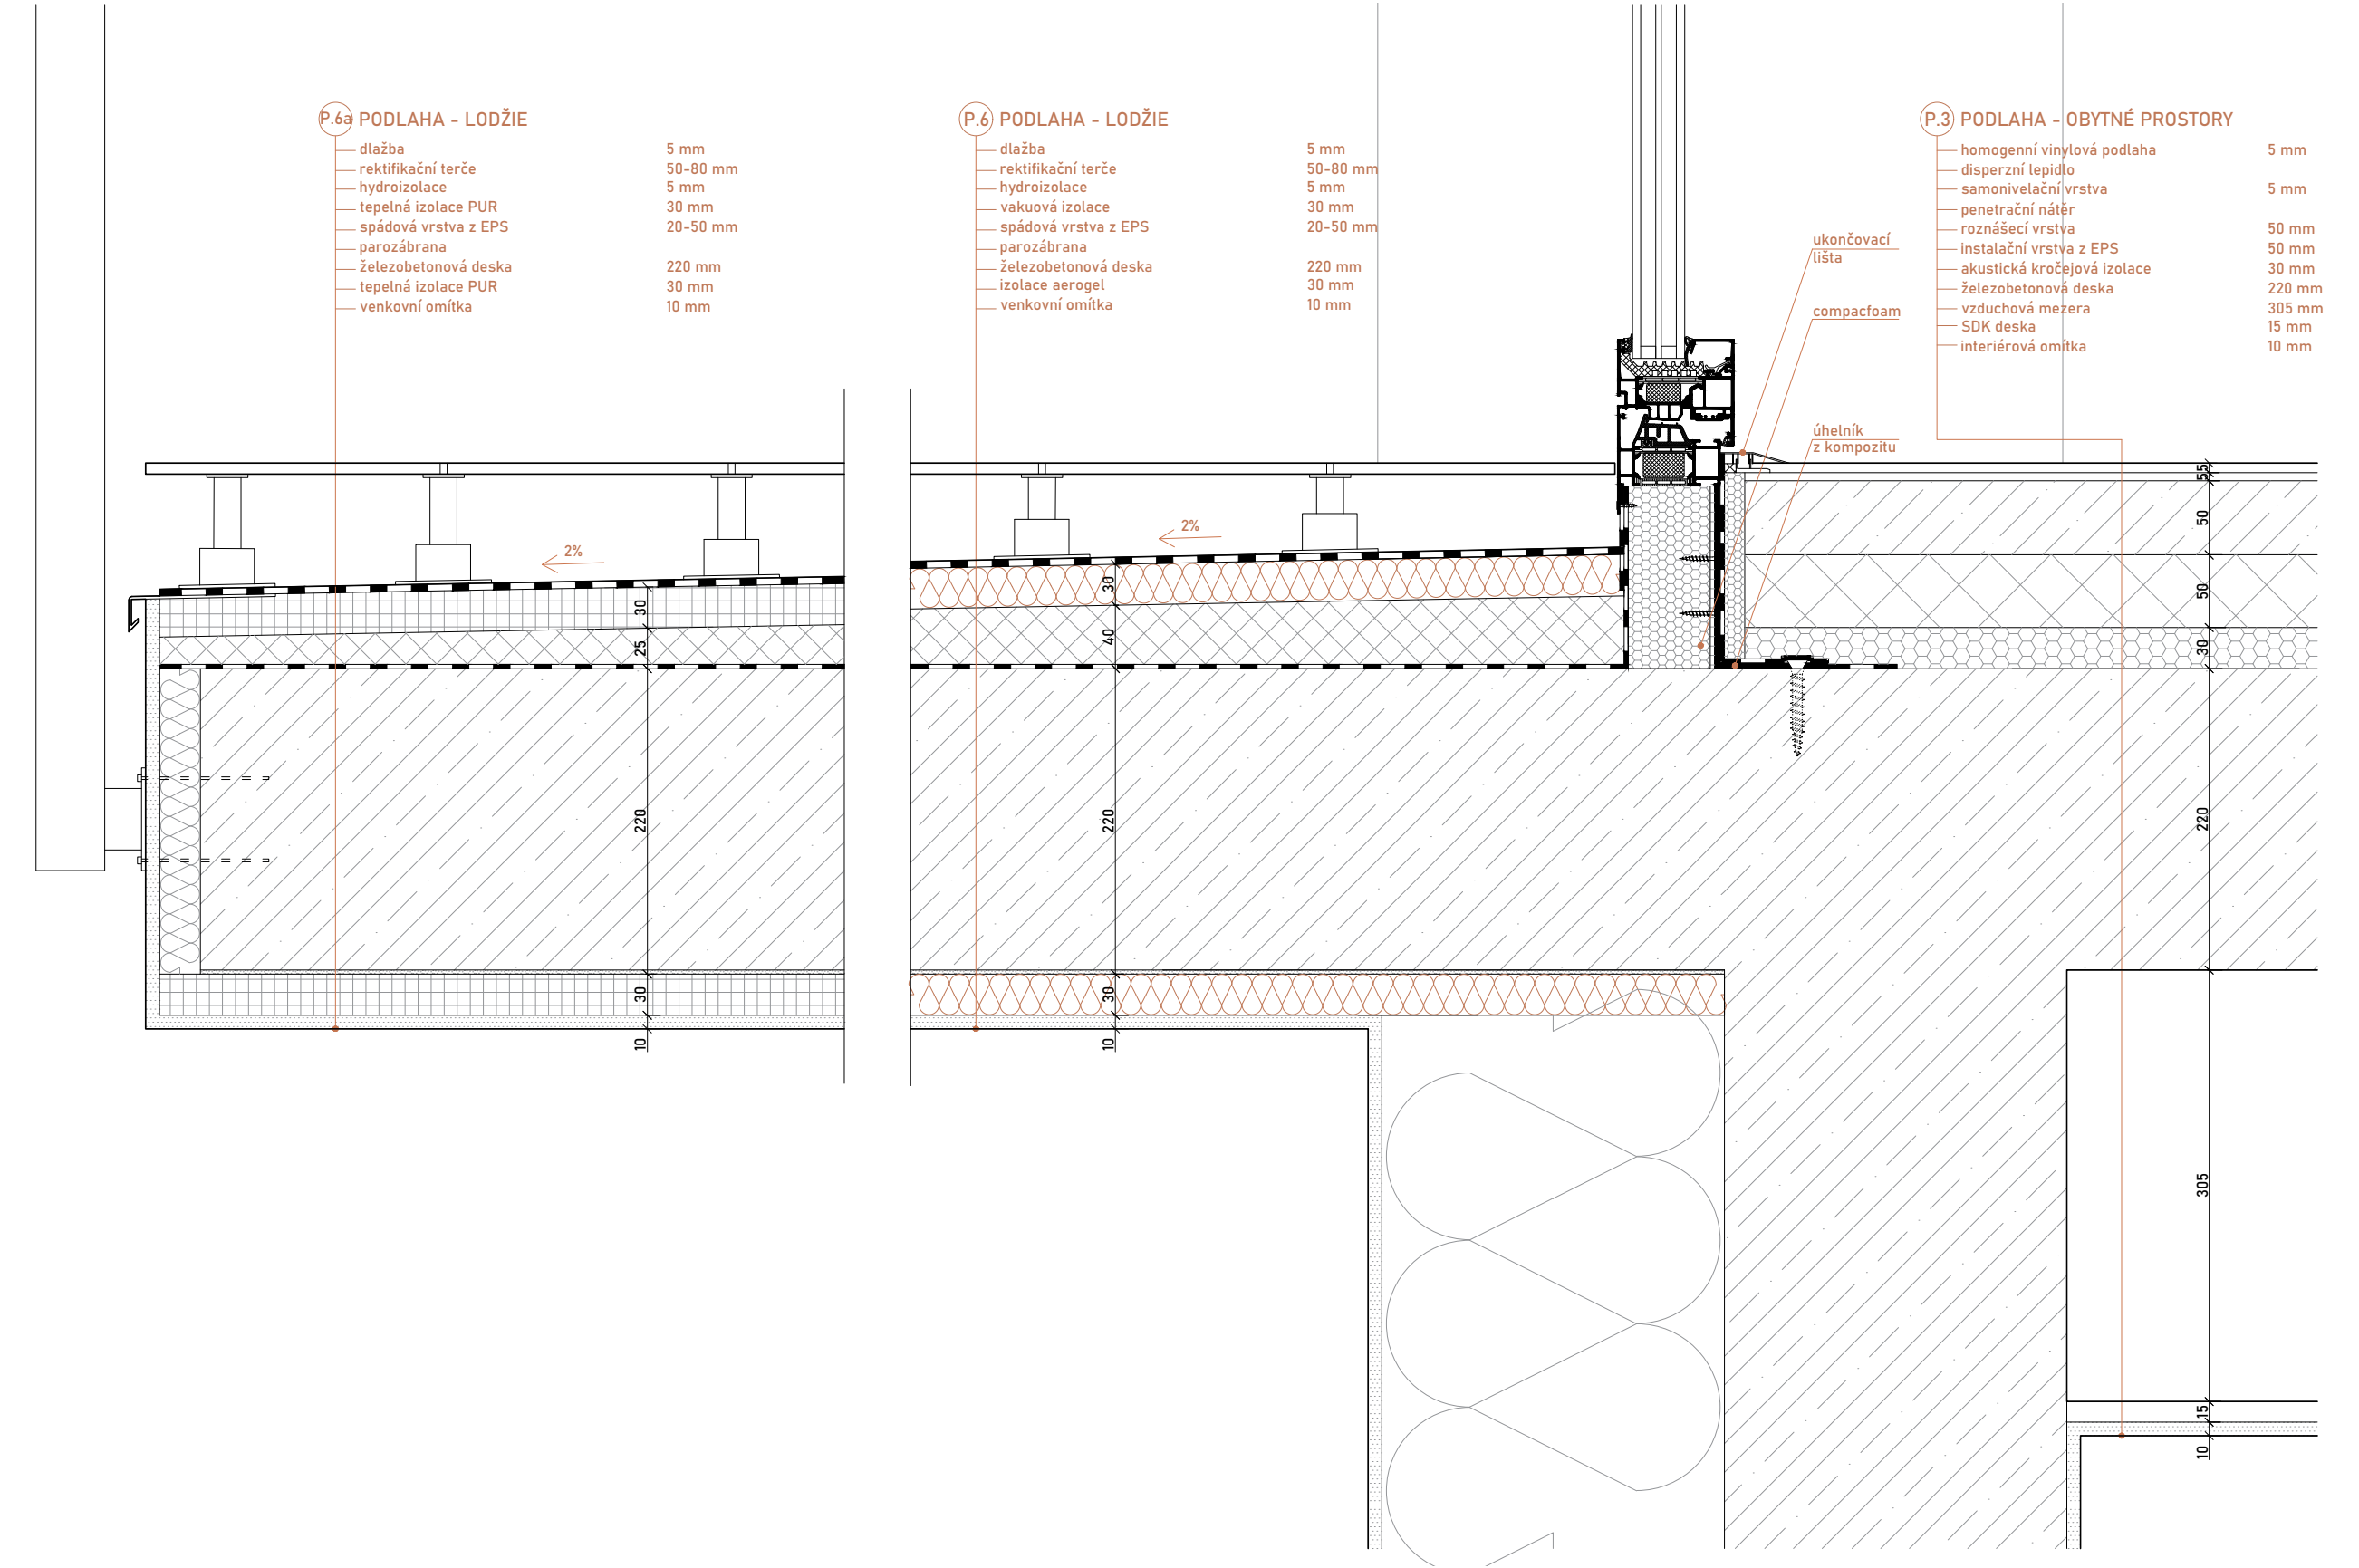 P.6a PODLAHA - LODŽIE
dlažba 5 mm
rektifikační terče 50-80 mm
hydroizolace 5 mm
tepelná izolace PUR 30 mm
spádová vrstva z EPS 20-50 mm
parozábrana
železobetonová deska 220 mm
tepelná izolace PUR 30 mm
venkovní omítka 10 mm
P.6 PODLAHA - LODŽIE
dlažba 5 mm
rektifikační terče 50-80 mm
hydroizolace 5 mm
vakuová izolace 30 mm
spádová vrstva z EPS 20-50 mm
parozábrana
železobetonová deska 220 mm
izolace aerogel 30 mm
venkovní omítka 10 mm
P.3 PODLAHA - OBYTNÉ PROSTORY
homogenní vinylová podlaha 5 mm
disperzní lepidlo
samonivelační vrstva 5 mm
penetrační nátěr
roznášecí vrstva 50 mm
instalační vrstva z EPS 50 mm
akustická kročejová izolace 30 mm
železobetonová deska 220 mm
vzduchová mezera 305 mm
SDK deska 15 mm
interiérová omítka 10 mm
ukončovací
lišta
compacfoam
úhelník
z kompozitu
2%
2%
30
25
220
30
10
30
40
220
30
10
55
50
50
30
220
305
15
10